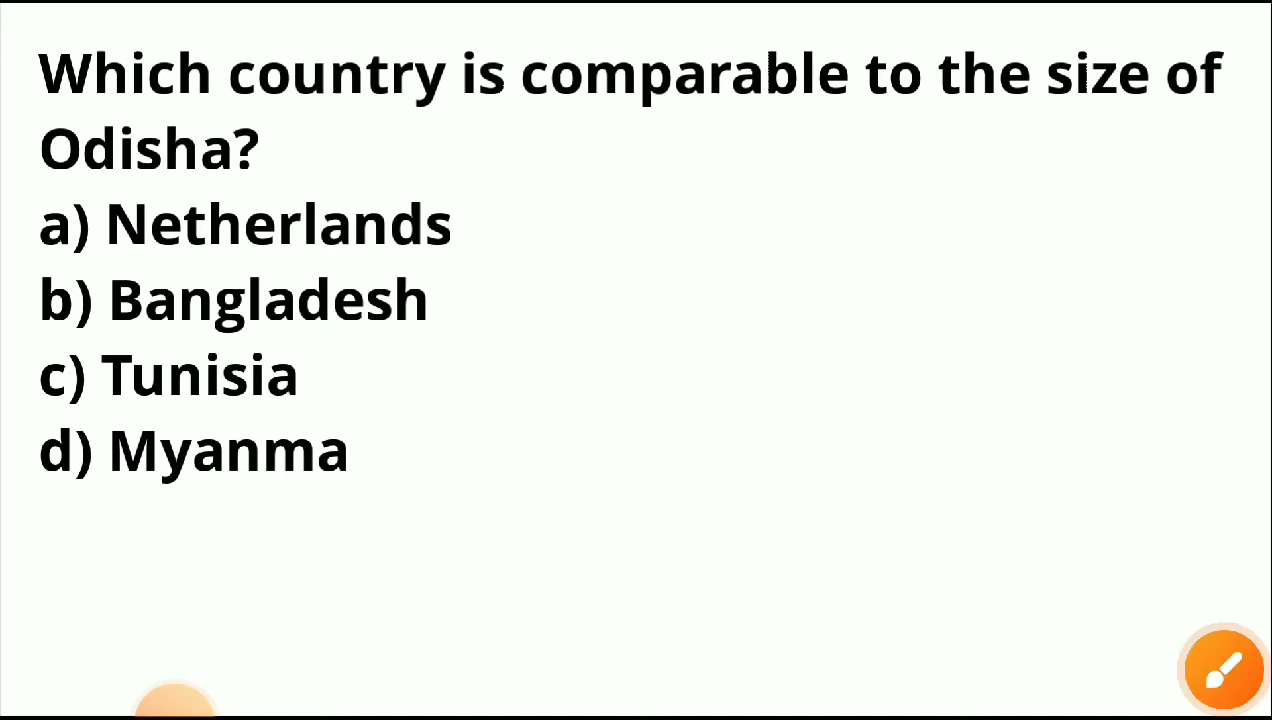 Which country is comparable to the size of
Odisha?
a) Netherlands
b) Bangladesh
c) Tunisia
d) Myanma